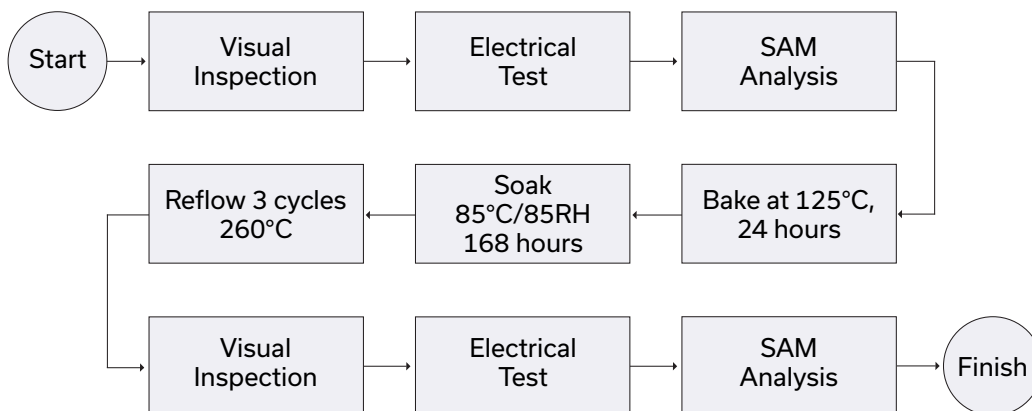 Start
Visual
Inspection
Electrical
Test
SAM
Analysis
Bake at 125°C,
24 hours
Soak
85°C/85RH
168 hours
Reflow 3 cycles
260°C
Visual
Inspection
Electrical
Test
SAM
Analysis
Finish